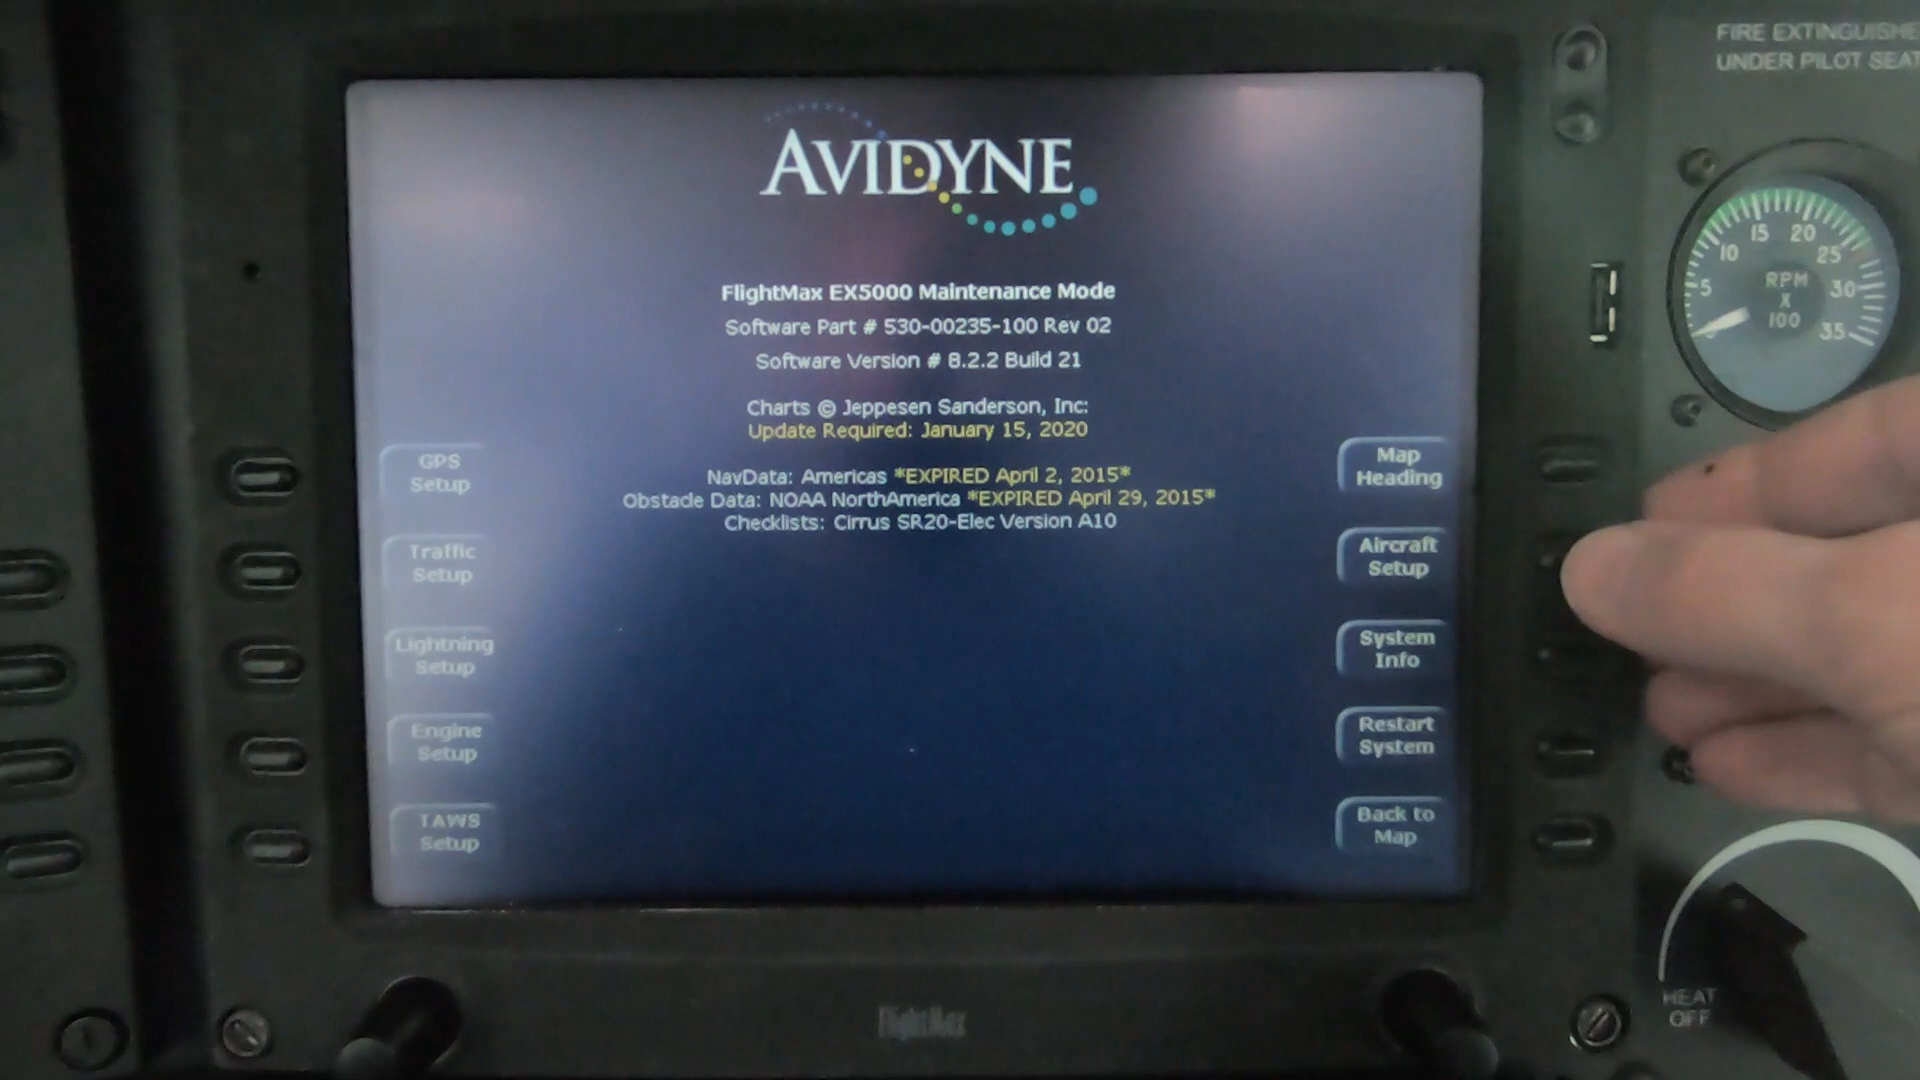 FIRE EXTINGUISHE
UNDER PILOT SEAT
AVIDYNE
FlightMax EX5000 Maintenance Mode
Software Part # 530-00235-100 Rev 02
Software Version # 8.2.2 Build 21
Charts © Jeppesen Sanderson, Inc:
Update Required: January 15, 2020
NavData: Americas *EXPIRED April 2, 2015*
Obstacle Data: NOAA NorthAmerica *EXPIRED April 29, 2015*
Checklists: Cirrus SR20-Elec Version A10
GPS
Setup
Traffic
Setup
Lightning
Setup
Engine
Setup
TAWS
Setup
Map
Heading
Aircraft
Setup
System
Info
Restart
System
Back to
Map
5 10 15 20 25 30 35
RPM
X
100
FlightMax
HEAT
OFF